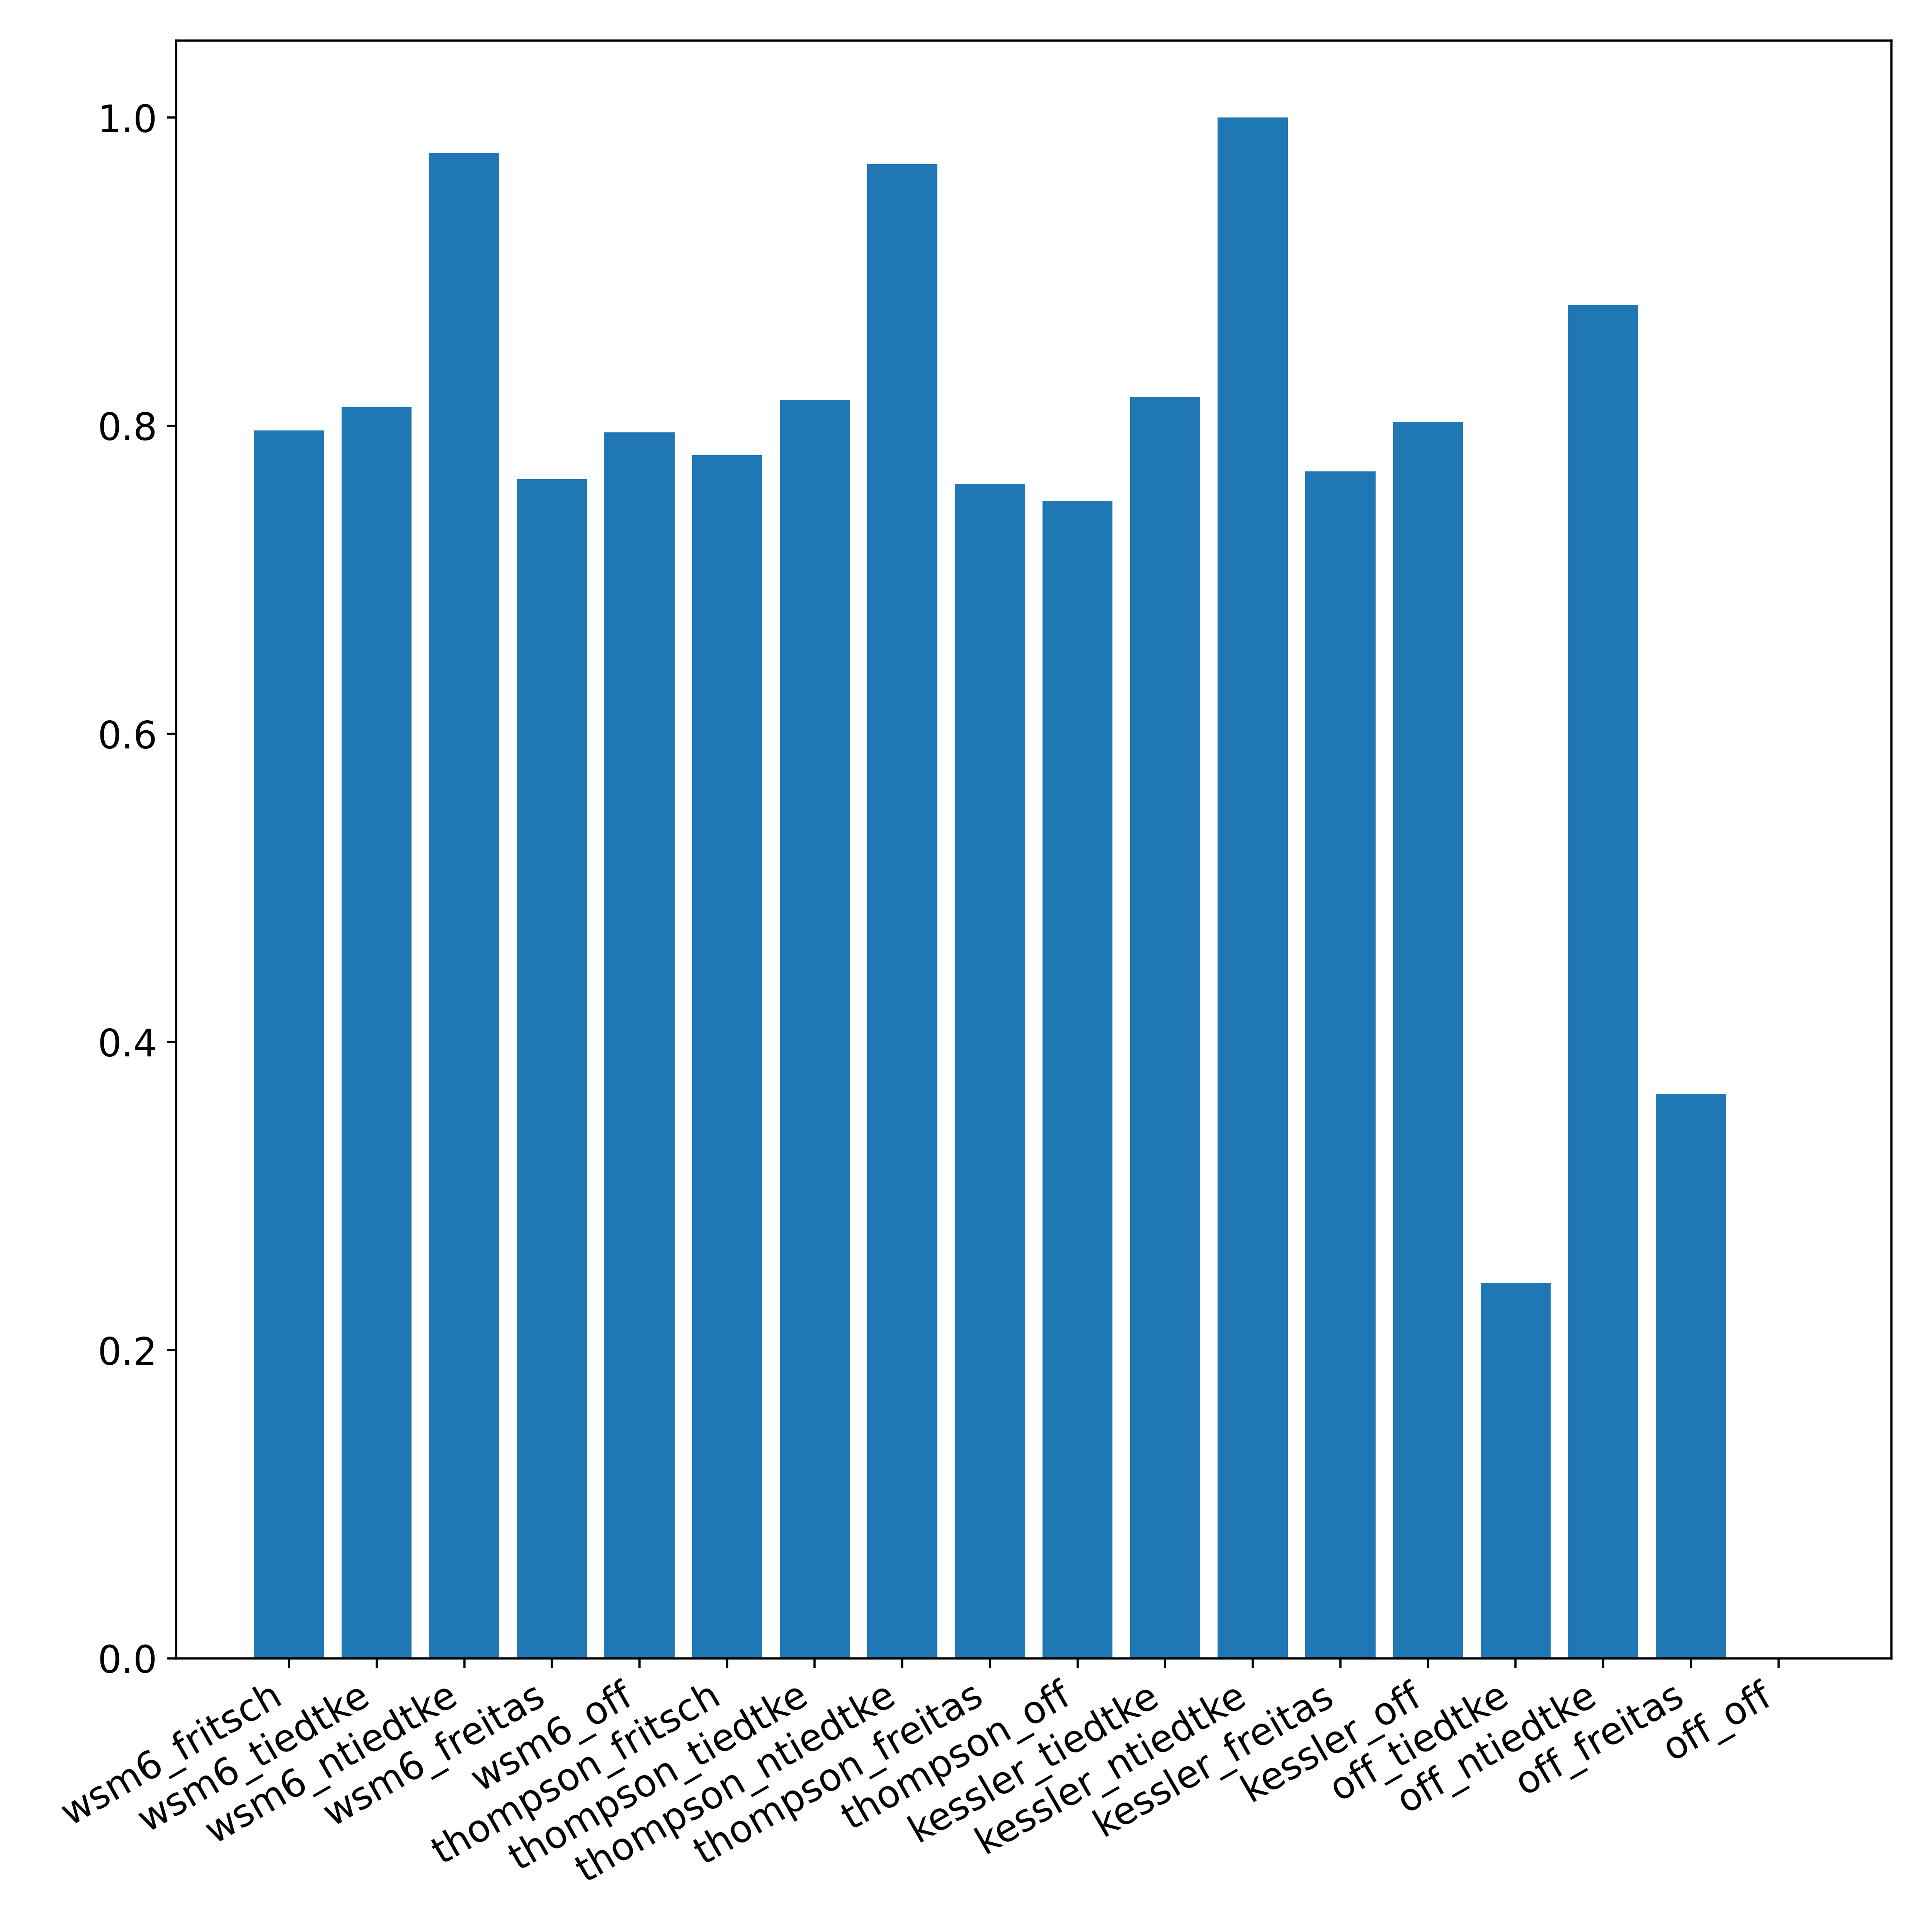 1.0
0.8
0.6
0.4
0.2
0.0
wsm6_fritsch
wsm6_tiedtke
wsm6_ntiedtke
wsm6_freitas
wsm6_off
thompson_fritsch
thompson_tiedtke
thompson_ntiedtke
thompson_freitas
thompson_off
kessler_tiedtke
kessler_ntiedtke
kessler_freitas
kessler_off
off_tiedtke
off_ntiedtke
off_freitas
off_off